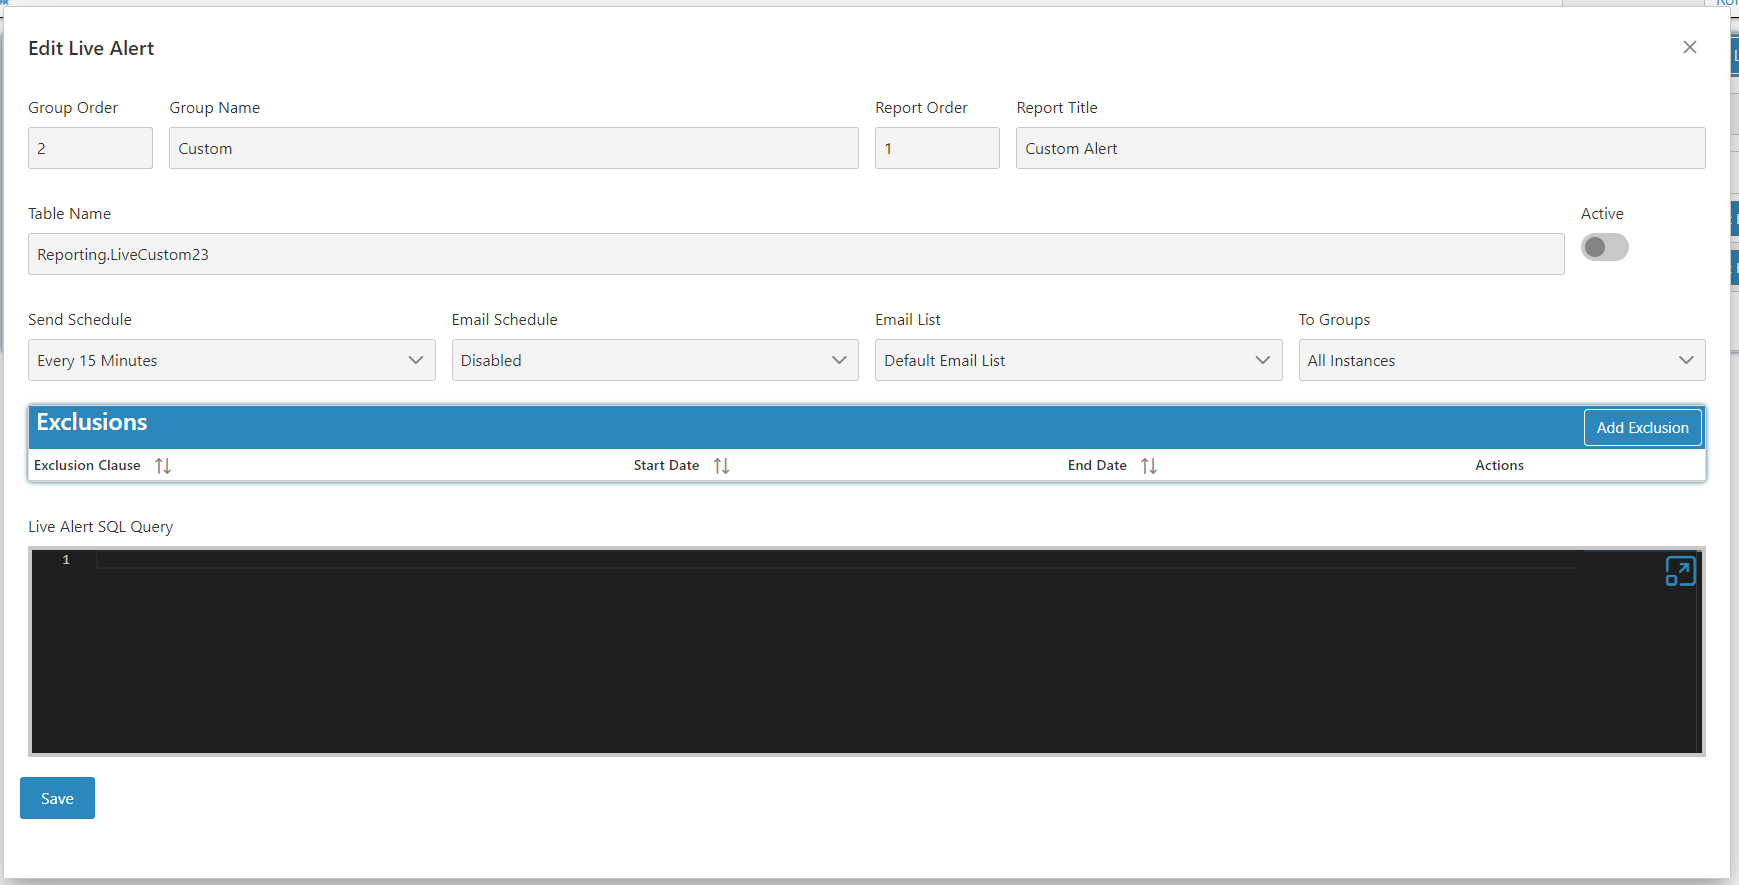 Edit Live Alert
Group Order Group Name Report Order Report Title
2 Custom 1 Custom Alert
Table Name Active
Reporting.LiveCustom23
Send Schedule Email Schedule Email List To Groups
Every 15 Minutes Disabled Default Email List All Instances
Exclusions Add Exclusion
Exclusion Clause Start Date End Date Actions
Live Alert SQL Query
1
Save